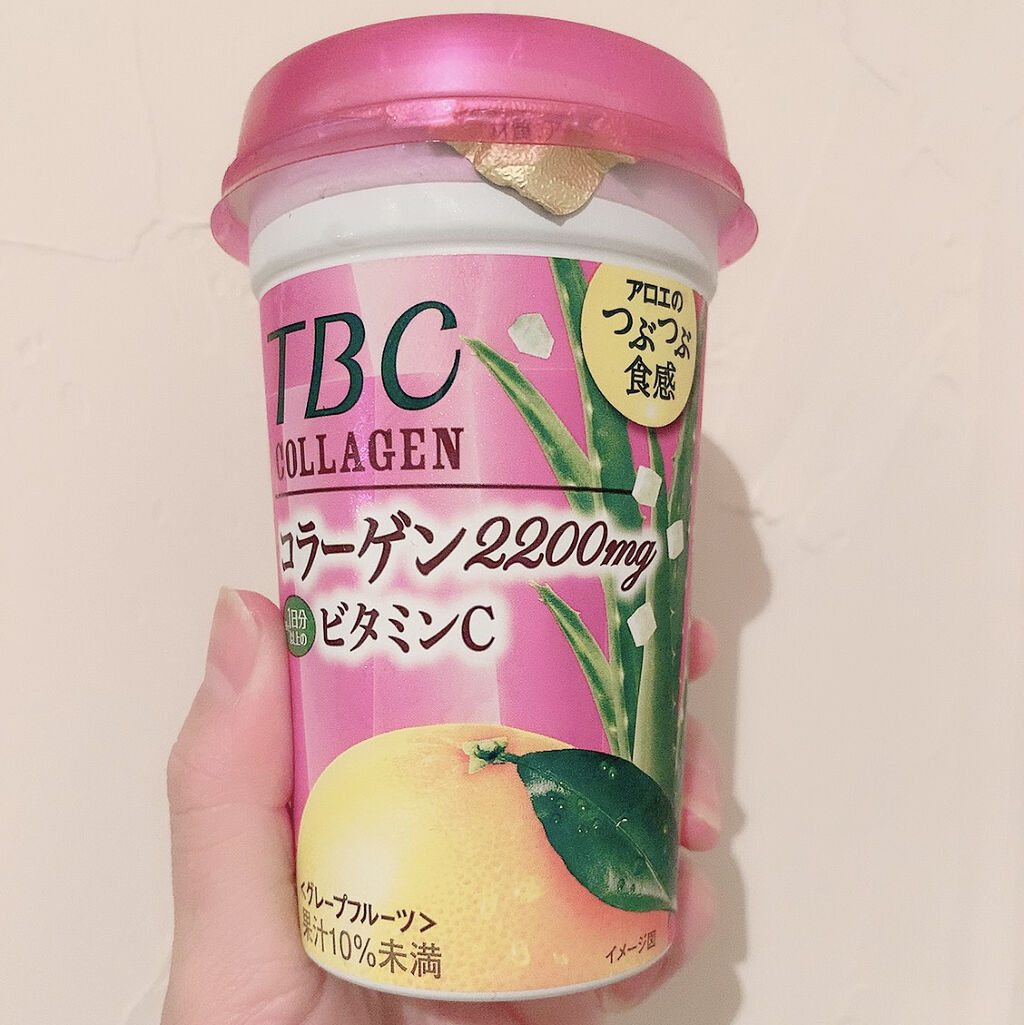 TBC
COLLAGEN
アロエの
つぶつぶ
食感
コラーゲン2200mg
1日分
以上の
ビタミンC
<グレープフルーツ>
果汁10%未満
イメージ図